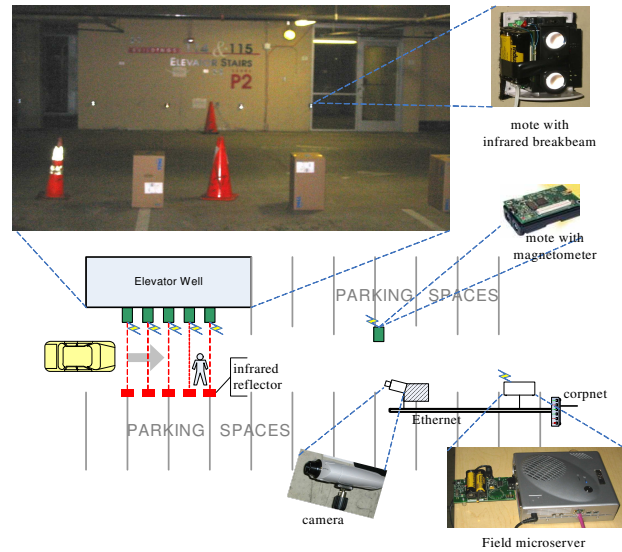 & 115
ELEVATOR STAIRS
P2
mote with
infrared breakbeam
mote with
magnetometer
Elevator Well
PARKING SPACES
infrared
reflector
corpnet
Ethernet
PARKING SPACES
camera
Field microserver